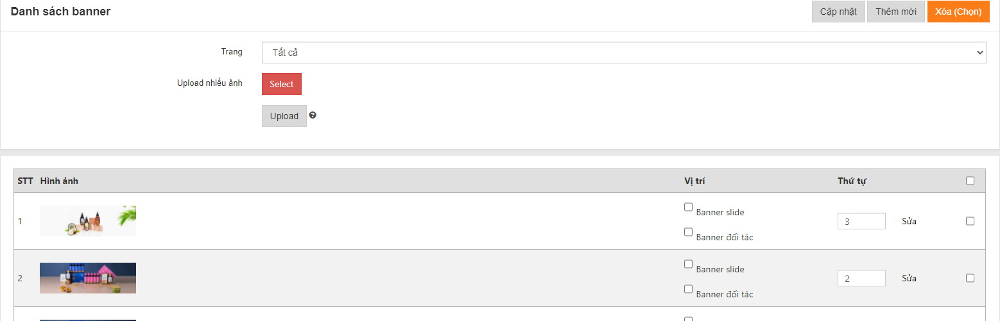 Danh sách banner
Cập nhật
Thêm mới
Xóa (Chọn)
Trang
Tất cả
Upload nhiều ảnh
Select
Upload
STT Hình ảnh Vị trí Thứ tự
1
Banner slide
Banner đối tác
3
Sửa
2
Banner slide
Banner đối tác
2
Sửa